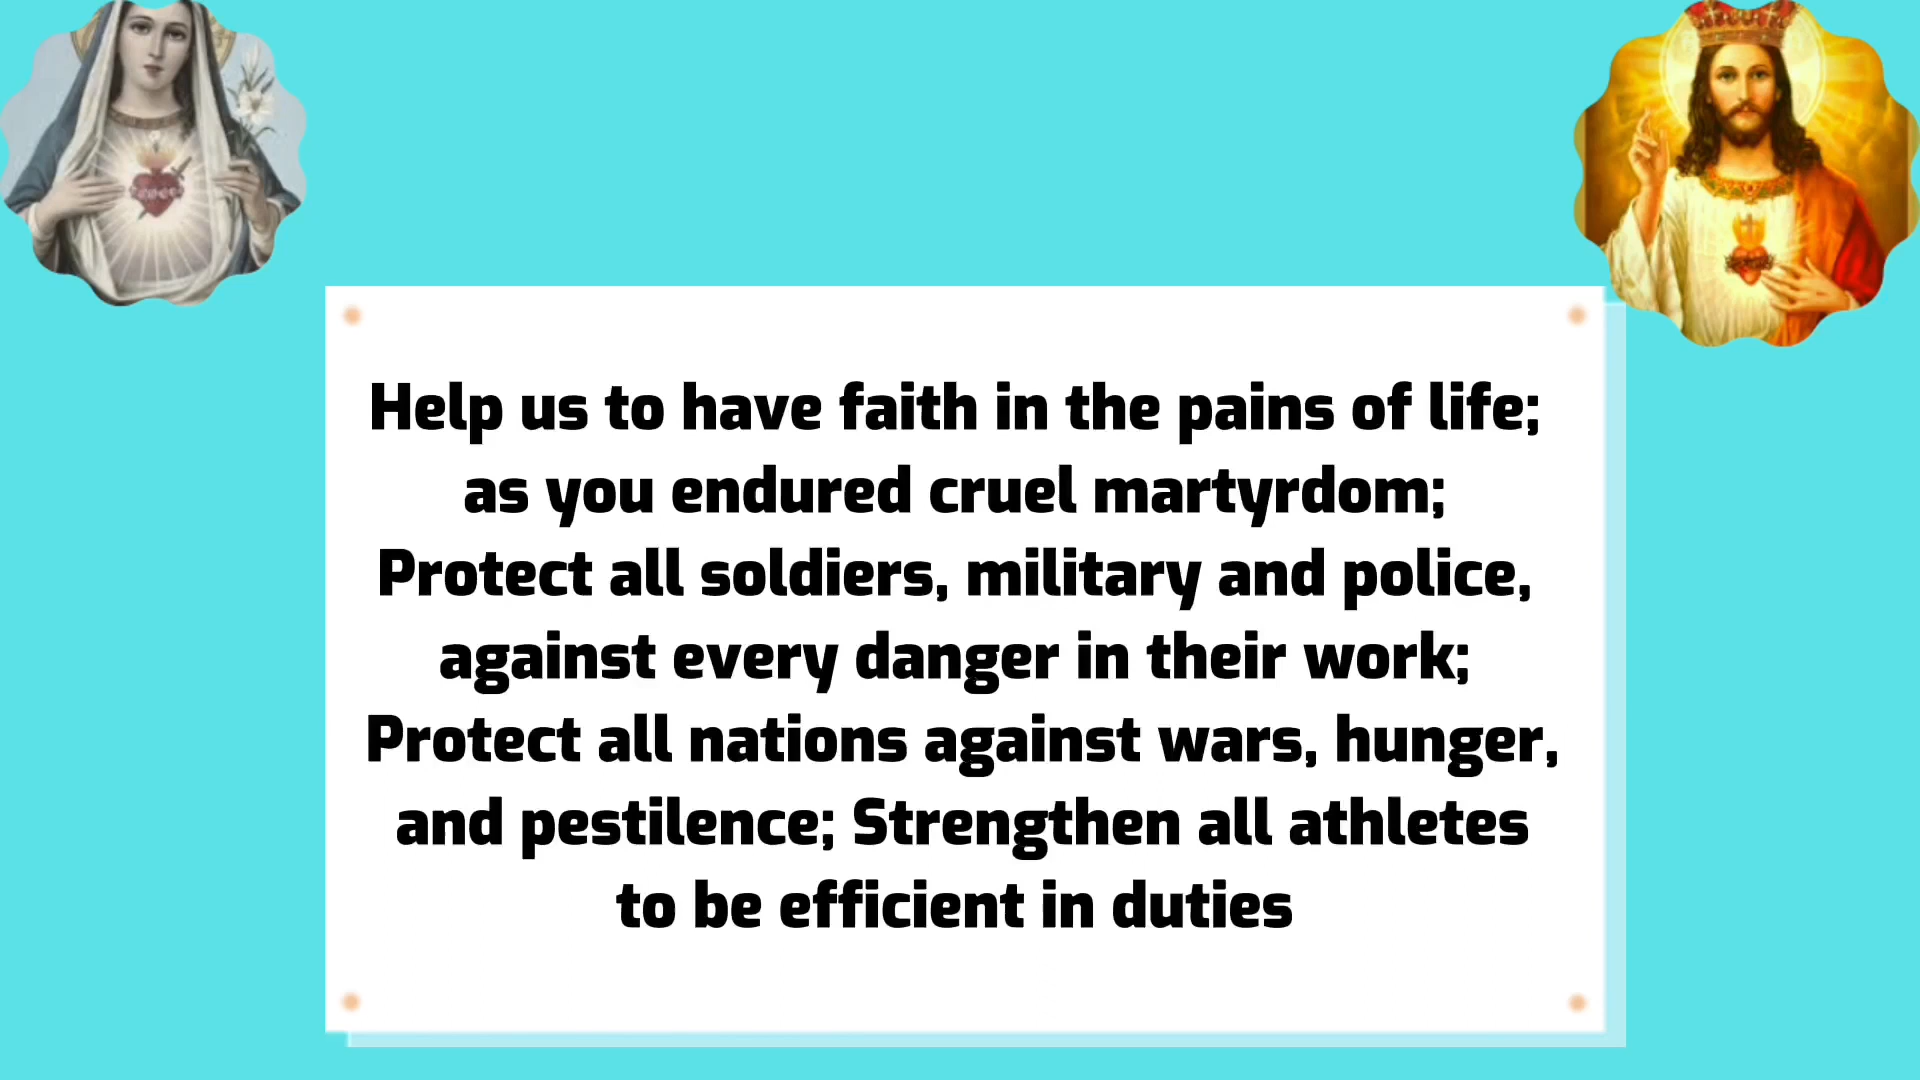 Help us to have faith in the pains of life;
as you endured cruel martyrdom;
Protect all soldiers, military and police,
against every danger in their work;
Protect all nations against wars, hunger,
and pestilence; Strengthen all athletes
to be efficient in duties